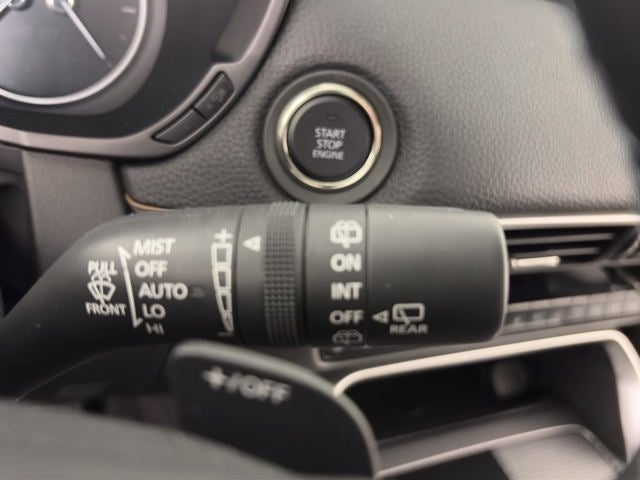 START
STOP
ENGINE
PULL
FRONT
MIST
OFF
AUTO
LO
HI
+
ON
INT
OFF
REAR
+/OFF